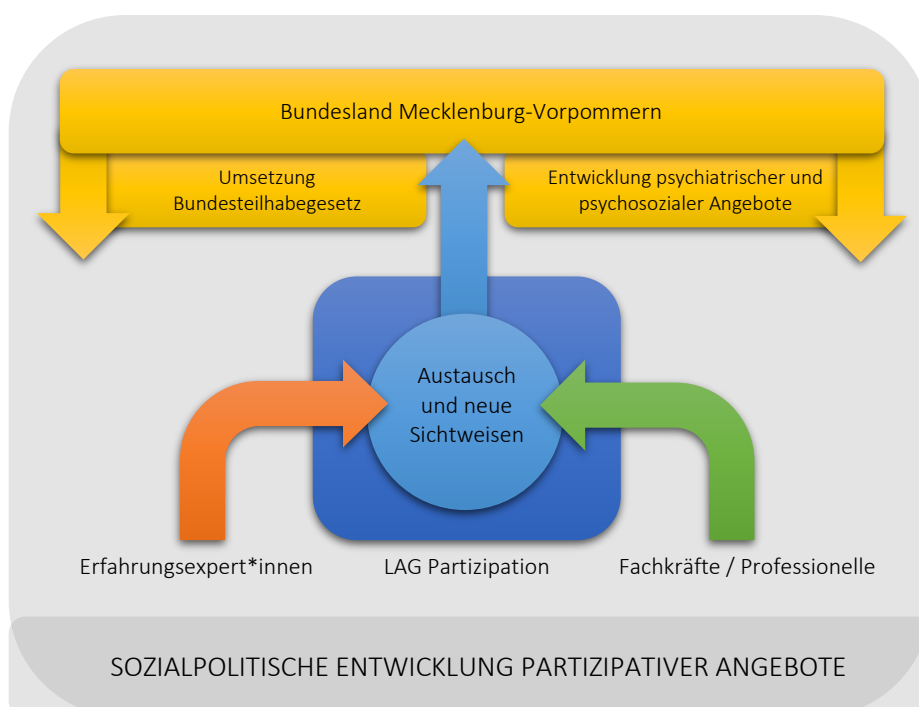 Bundesland Mecklenburg-Vorpommern
Umsetzung
Bundesteilhabegesetz
Entwicklung psychiatrischer und
psychosozialer Angebote
Austausch
und neue
Sichtweisen
Erfahrungsexpert*innen
LAG Partizipation
Fachkräfte / Professionelle
SOZIALPOLITISCHE ENTWICKLUNG PARTIZIPATIVER ANGEBOTE